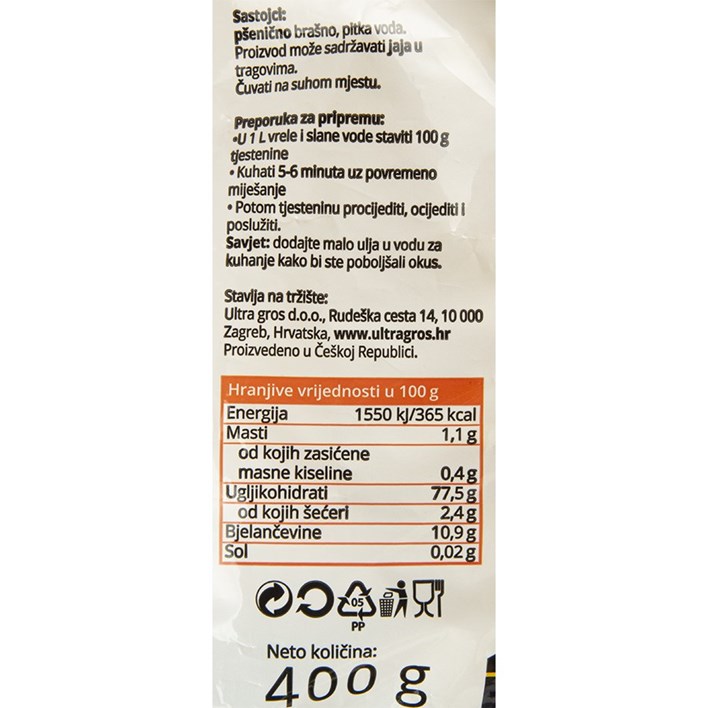 Sastojci:
pšenično brašno, pitka voda.
Proizvod može sadržavati jaja u
tragovima.
Čuvati na suhom mjestu.
Preporuka za pripremu:
•U 1 L vrele i slane vode staviti 100 g
tjestenine
• Kuhati 5-6 minuta uz povremeno
miješanje
• Potom tjesteninu procijediti, ocijediti i
poslužiti.
Savjet: dodajte malo ulja u vodu za
kuhanje kako bi ste poboljšali okus.
Stavlja na tržište:
Ultra gros d.o.o., Rudeška cesta 14, 10 000
Zagreb, Hrvatska, www.ultragros.hr
Proizvedeno u Češkoj Republici.
Hranjive vrijednosti u 100 g
Energija 1550 kJ/365 kcal
Masti 1,1 g
od kojih zasićene
masne kiseline 0,4 g
Ugljikohidrati 77,5 g
od kojih šećeri 2,4 g
Bjelančevine 10,9 g
Sol 0,02 g
05
PP
Neto količina:
400 g